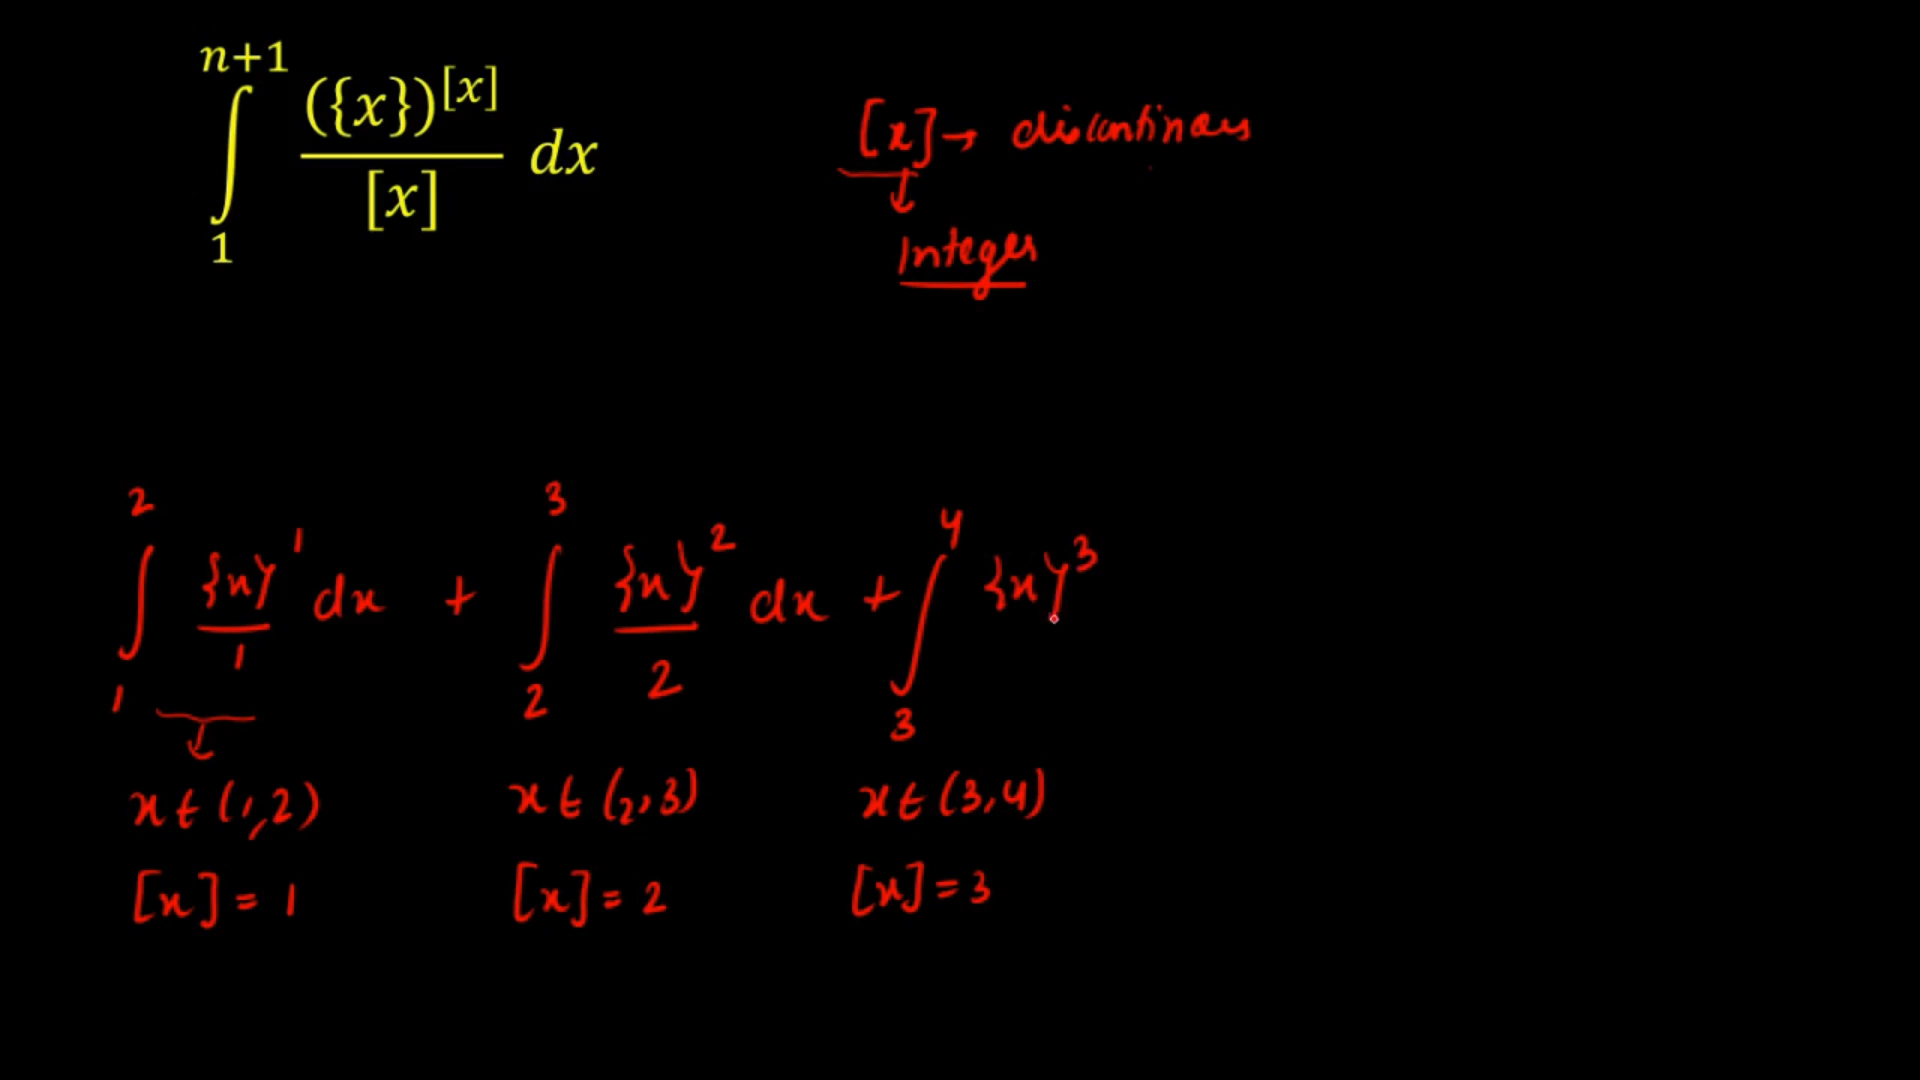 ∫₁ⁿ⁺¹ ({x})^[x] / [x] dx
[x] → discontinous
↓
Integer
∫₁² {x}¹/1 dx + ∫₂³ {x}²/2 dx + ∫₃⁴ {x}³
x ∈ (1,2) x ∈ (2,3) x ∈ (3,4)
[x] = 1 [x] = 2 [x] = 3